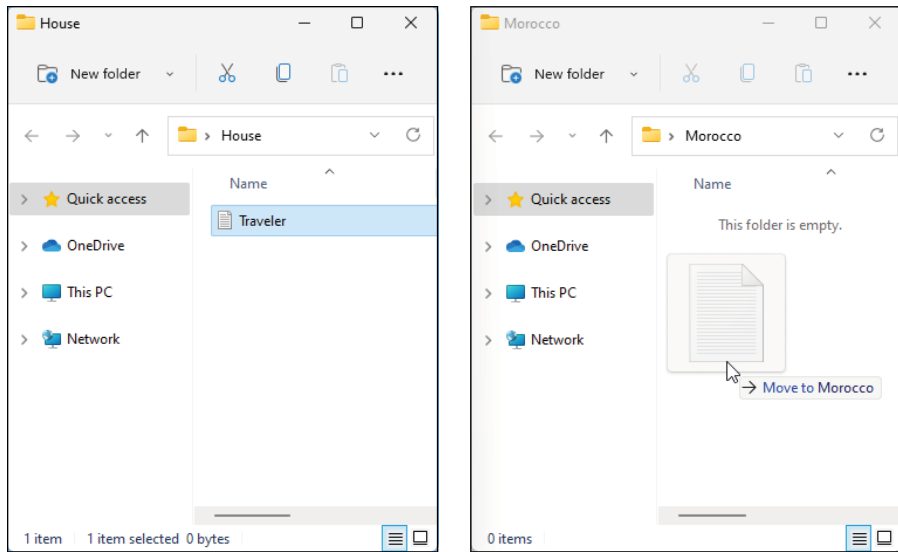 House
New folder
House
Name
Quick access
Traveler
OneDrive
This PC
Network
1 item 1 item selected 0 bytes
Morocco
New folder
Morocco
Name
Quick access
This folder is empty.
OneDrive
This PC
Network
Move to Morocco
0 items